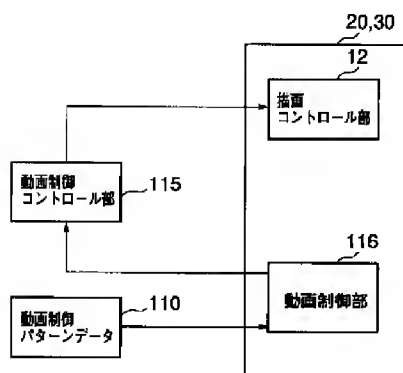 20,30
12
描画
コントロール部
動画制御
コントロール部
115
116
動画制御部
動画制御
パターンデータ
110